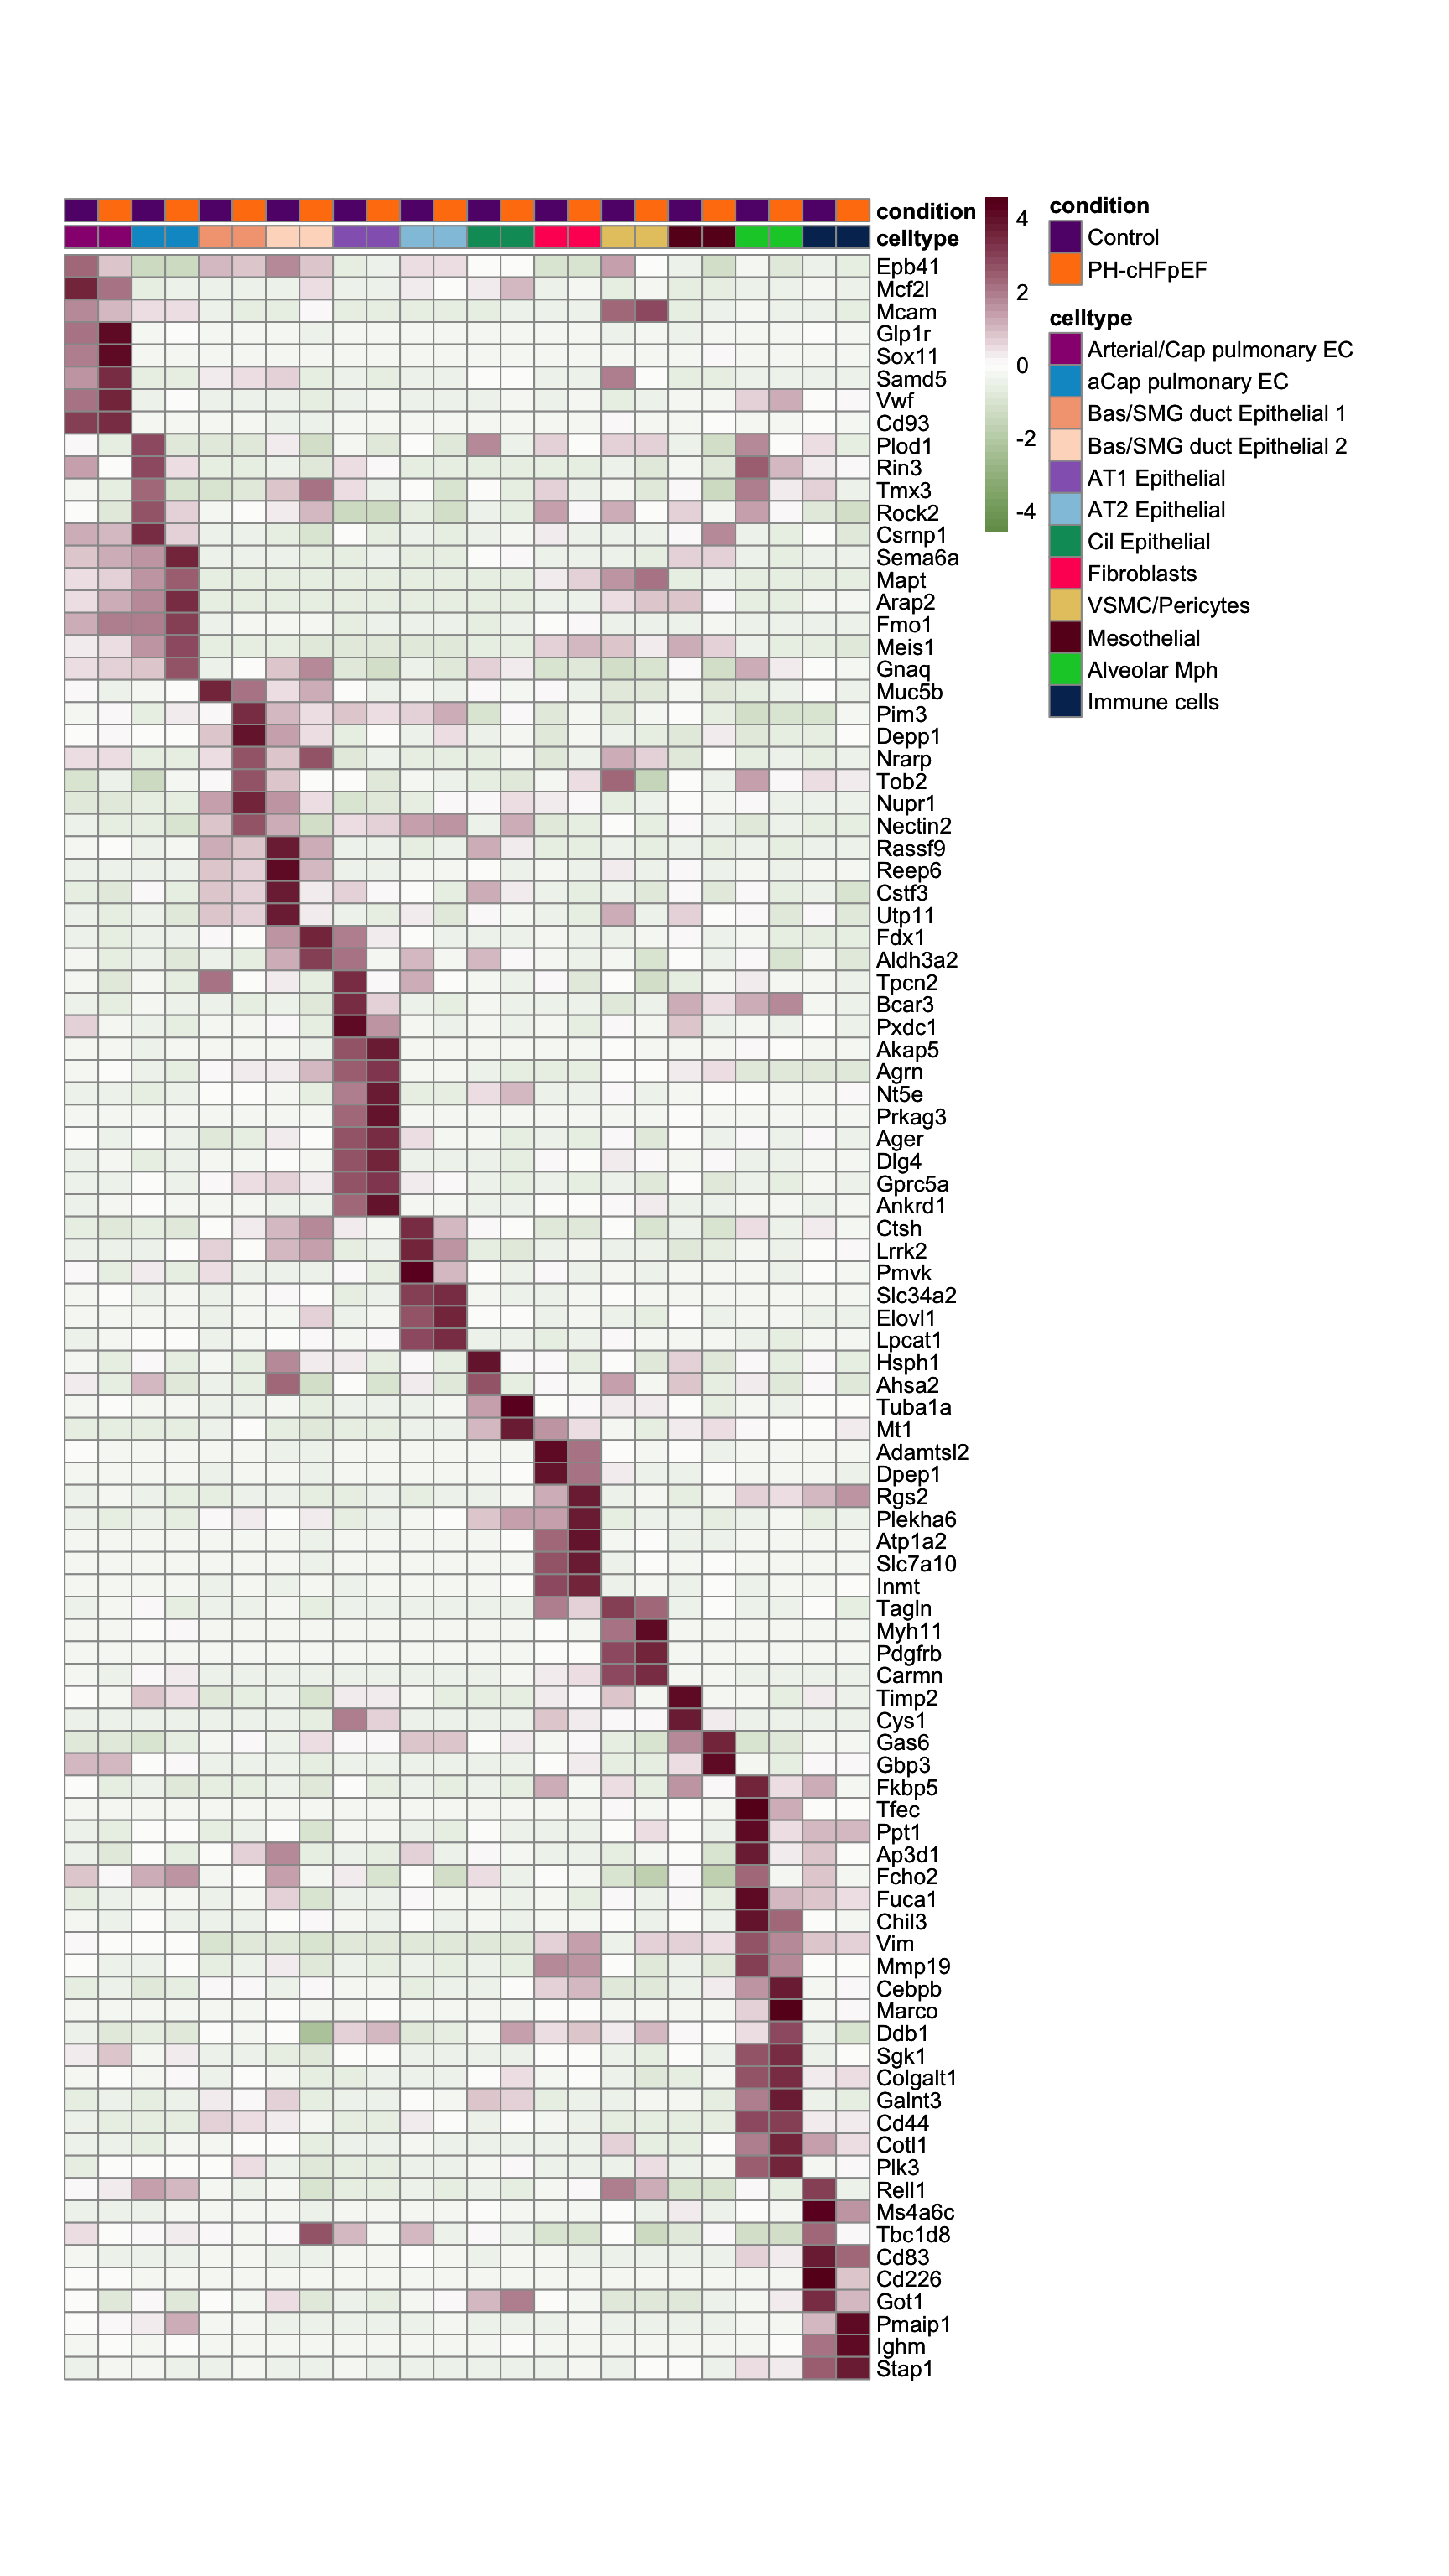 condition
celltype
Epb41
Mcf2l
Mcam
Glp1r
Sox11
Samd5
Vwf
Cd93
Plod1
Rin3
Tmx3
Rock2
Csrnp1
Sema6a
Mapt
Arap2
Fmo1
Meis1
Gnaq
Muc5b
Pim3
Depp1
Nrarp
Tob2
Nupr1
Nectin2
Rassf9
Reep6
Cstf3
Utp11
Fdx1
Aldh3a2
Tpcn2
Bcar3
Pxdc1
Akap5
Agrn
Nt5e
Prkag3
Ager
Dlg4
Gprc5a
Ankrd1
Ctsh
Lrrk2
Pmvk
Slc34a2
Elovl1
Lpcat1
Hsph1
Ahsa2
Tuba1a
Mt1
Adamtsl2
Dpep1
Rgs2
Plekha6
Atp1a2
Slc7a10
Inmt
Tagln
Myh11
Pdgfrb
Carmn
Timp2
Cys1
Gas6
Gbp3
Fkbp5
Tfec
Ppt1
Ap3d1
Fcho2
Fuca1
Chil3
Vim
Mmp19
Cebpb
Marco
Ddb1
Sgk1
Colgalt1
Galnt3
Cd44
Cotl1
Plk3
Rell1
Ms4a6c
Tbc1d8
Cd83
Cd226
Got1
Pmaip1
Ighm
Stap1
4
2
0
-2
-4
condition
Control
PH-cHFpEF
celltype
Arterial/Cap pulmonary EC
aCap pulmonary EC
Bas/SMG duct Epithelial 1
Bas/SMG duct Epithelial 2
AT1 Epithelial
AT2 Epithelial
Cil Epithelial
Fibroblasts
VSMC/Pericytes
Mesothelial
Alveolar Mph
Immune cells